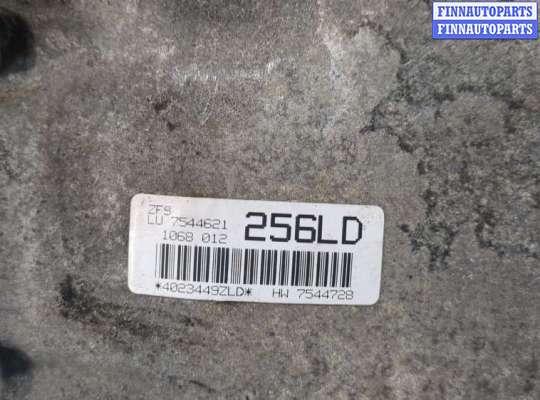 FINNAUTOPARTS
FINNAUTOPARTS
ZFS
LU 7544621
1068 012
256LD
*4023449ZLD* HW 7544728